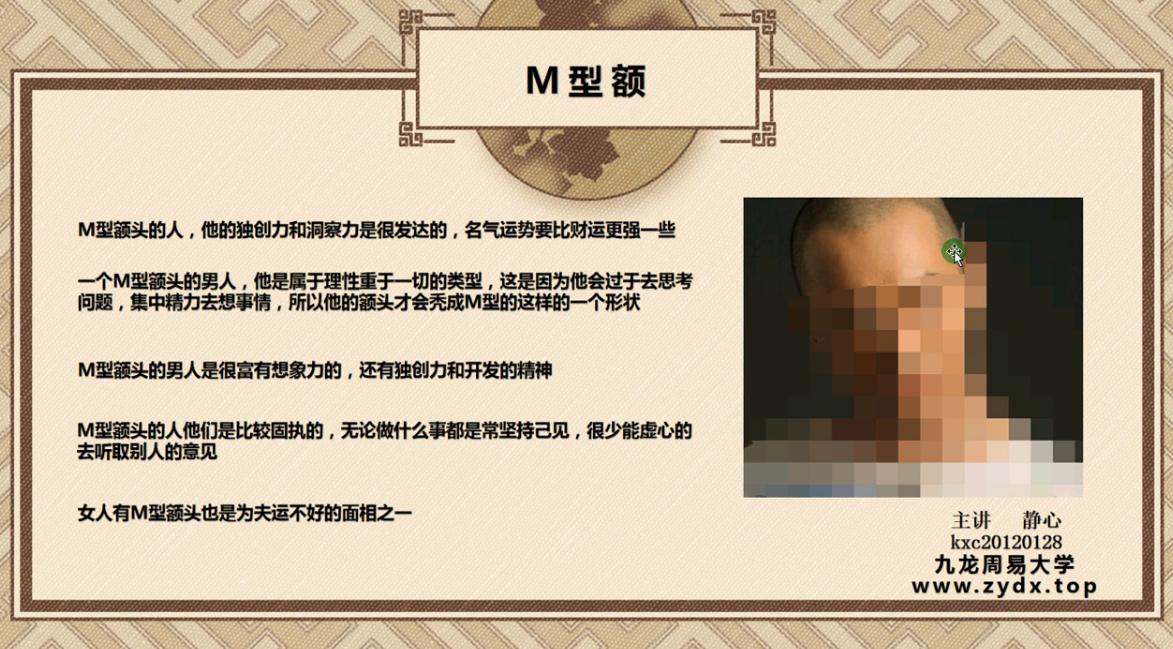 M型额
M型额头的人，他的独创力和洞察力是很发达的，名气运势要比财运更强一些
一个M型额头的男人，他是属于理性重于一切的类型，这是因为他会过于去思考
问题，集中精力去想事情，所以他的额头才会秃成M型的这样的一个形状
M型额头的男人是很富有想象力的，还有独创力和开发的精神
M型额头的人他们是比较固执的，无论做什么事都是常坚持己见，很少能虚心的
去听取别人的意见
女人有M型额头也是为夫运不好的面相之一
主讲 静心
kxc20120128
九龙周易大学
www.zydx.top